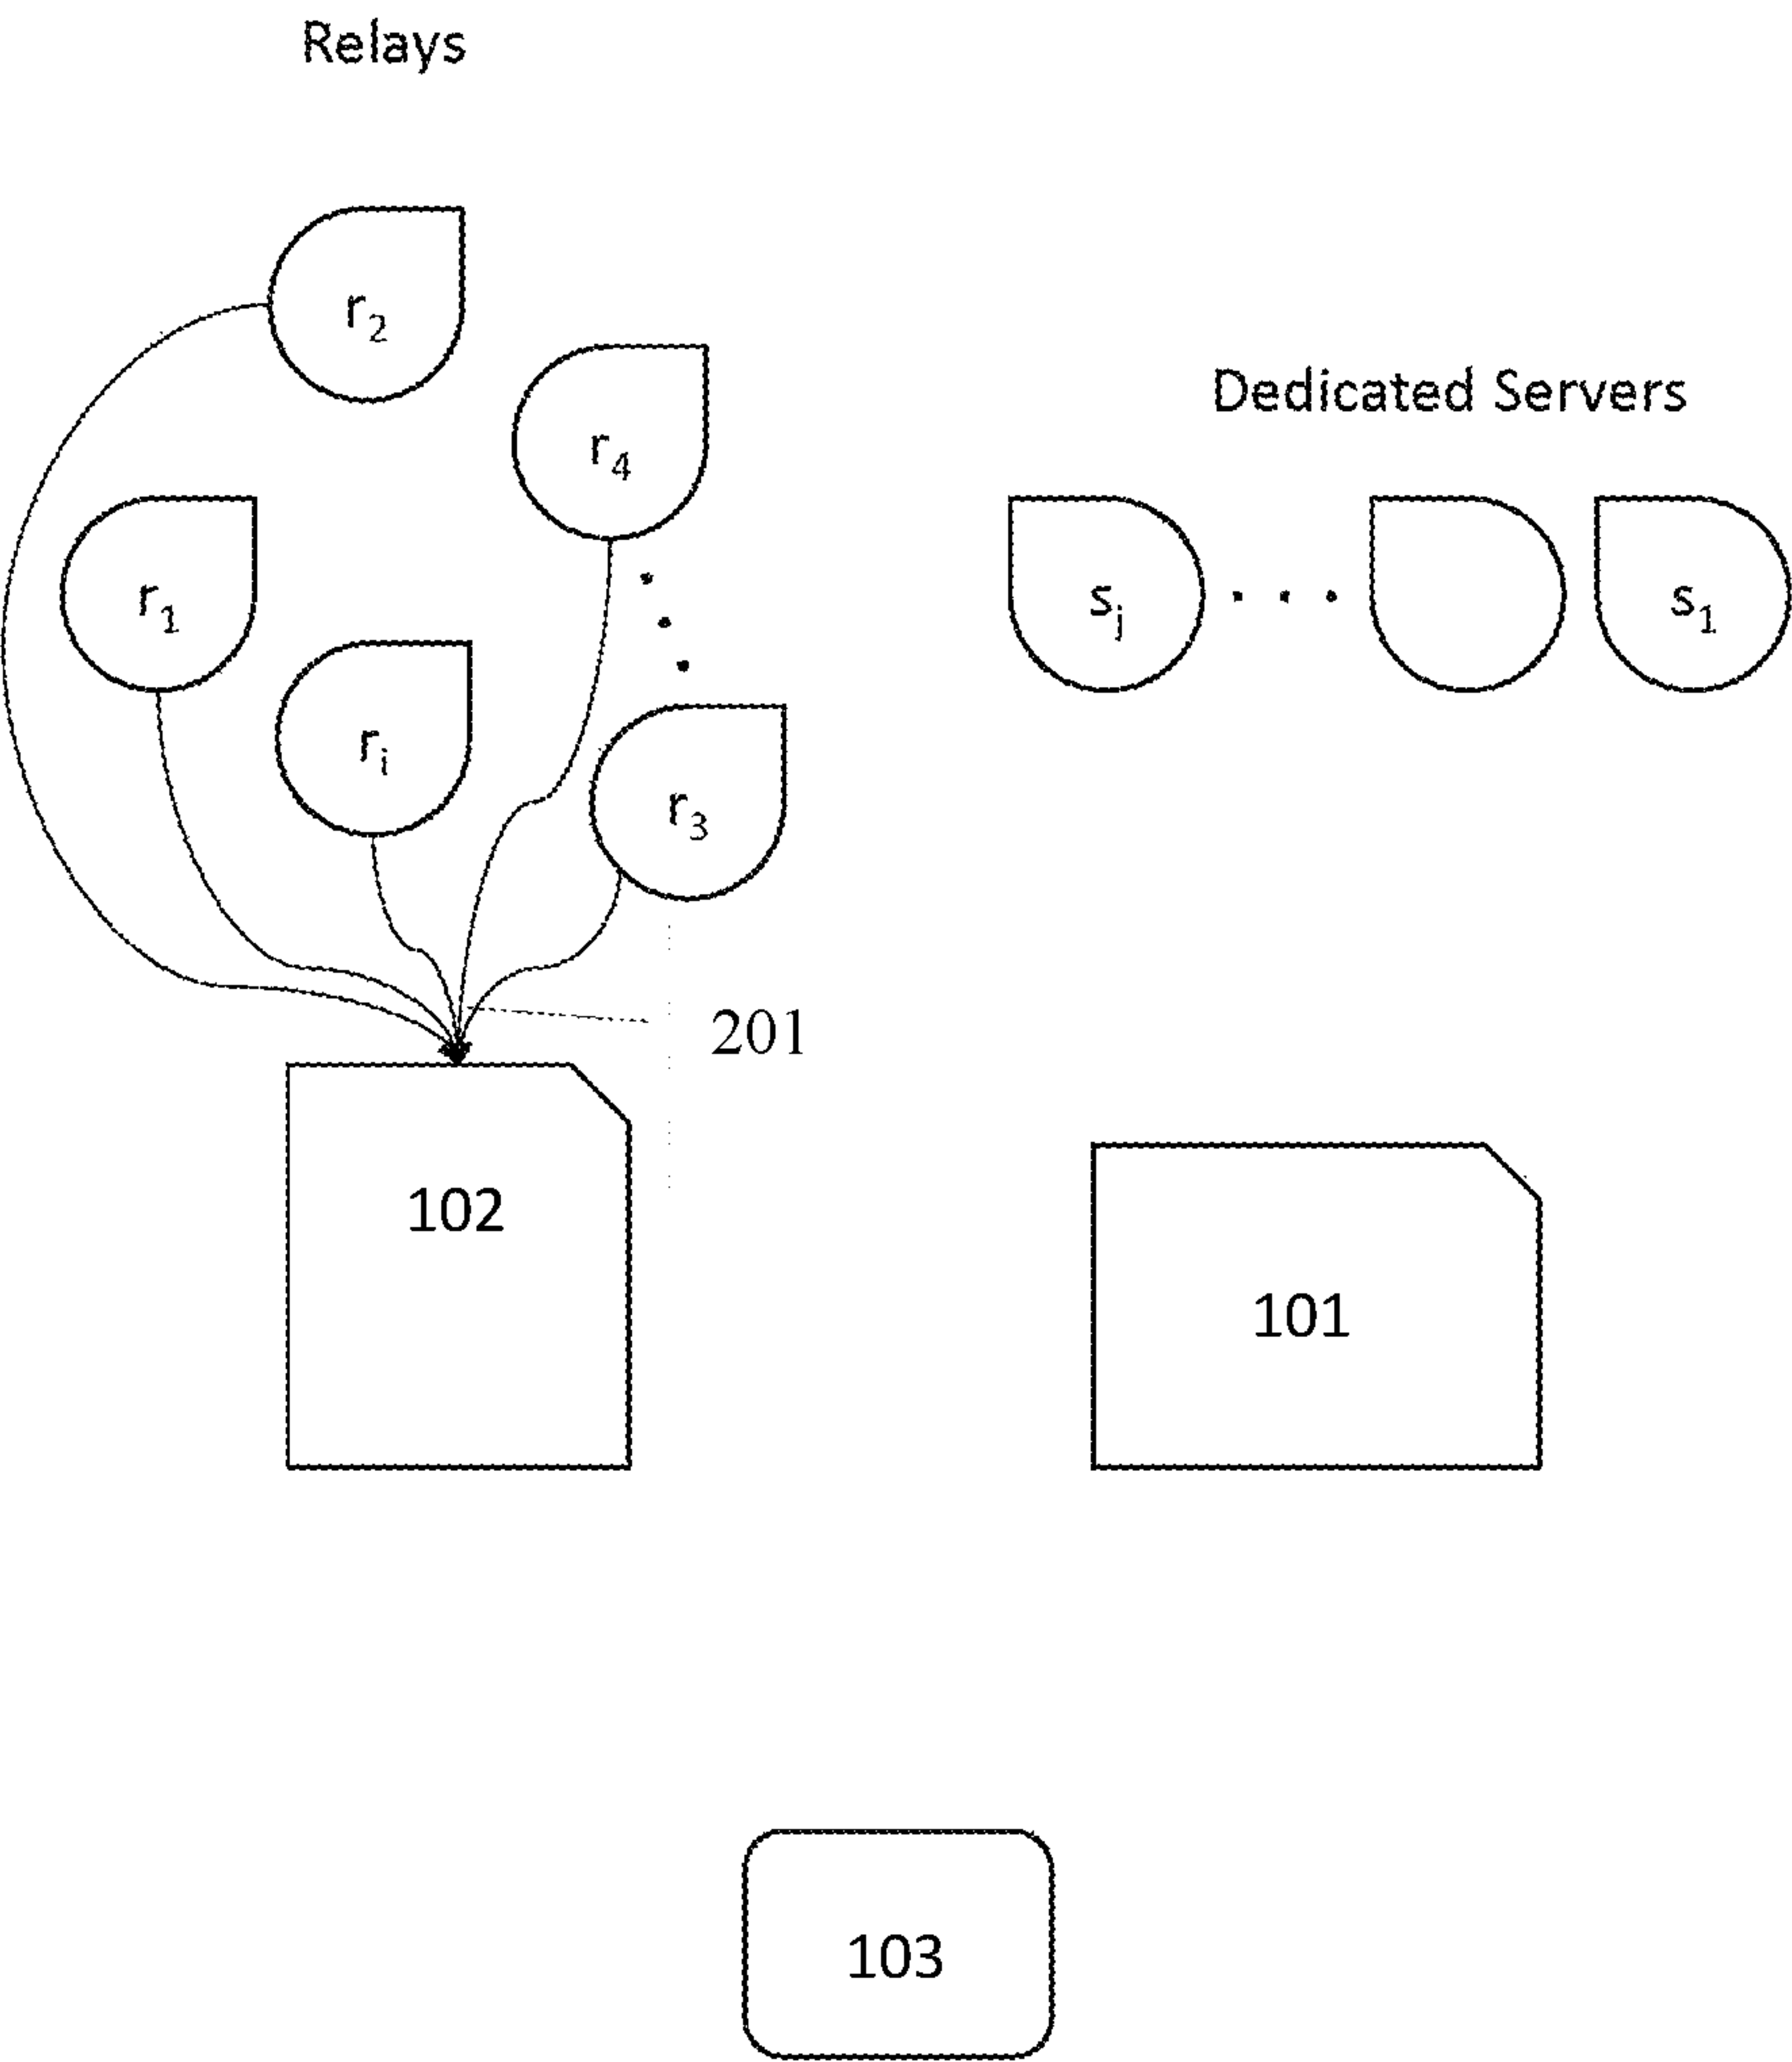 Relays
r2
r4
Dedicated Servers
r1
sj
. . .
s1
ri
r3
201
102
101
103